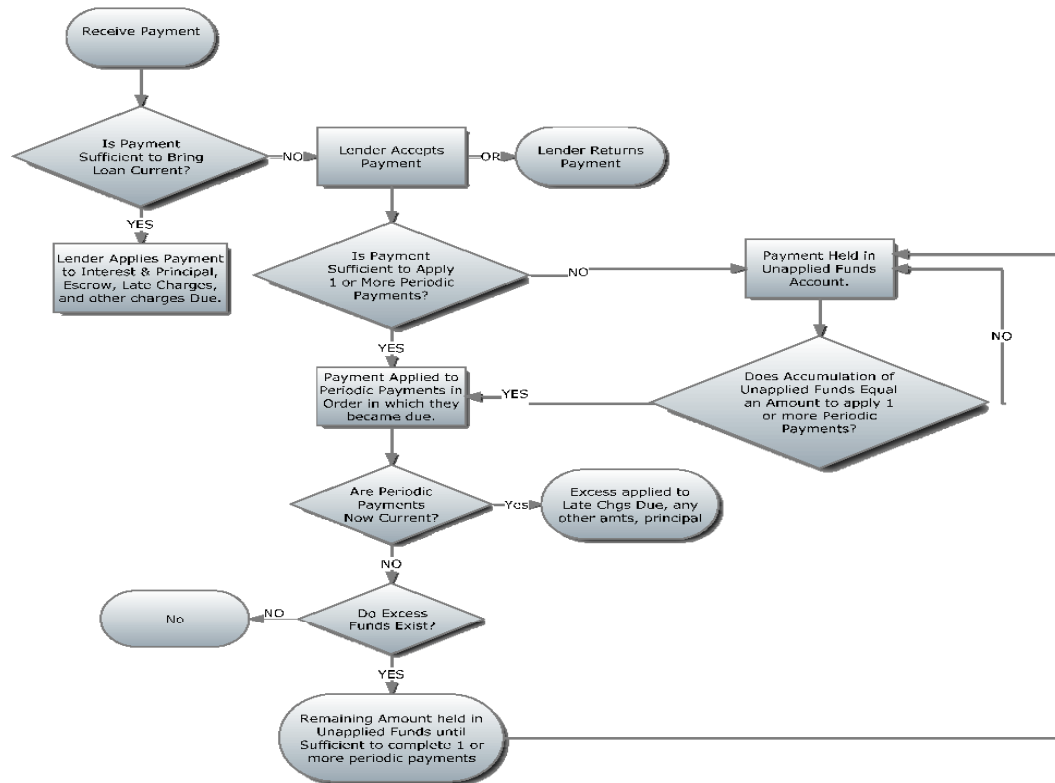 Receive Payment
Is Payment
Sufficient to Bring
Loan Current?
NO
Lender Accepts
Payment
OR
Lender Returns
Payment
YES
Lender Applies Payment
to Interest & Principal,
Escrow, Late Charges,
and other charges Due.
Is Payment
Sufficient to Apply
1 or More Periodic
Payments?
NO
Payment Held in
Unapplied Funds
Account.
NO
YES
Payment Applied to
Periodic Payments in
Order in which they
became due.
YES
Does Accumulation of
Unapplied Funds Equal
an Amount to apply 1
or more Periodic
Payments?
Are Periodic
Payments
Now Current?
Yes
Excess applied to
Late Chgs Due, any
other amts, principal
NO
Do Excess
Funds Exist?
NO
No
YES
Remaining Amount held in
Unapplied Funds until
Sufficient to complete 1 or
more periodic payments